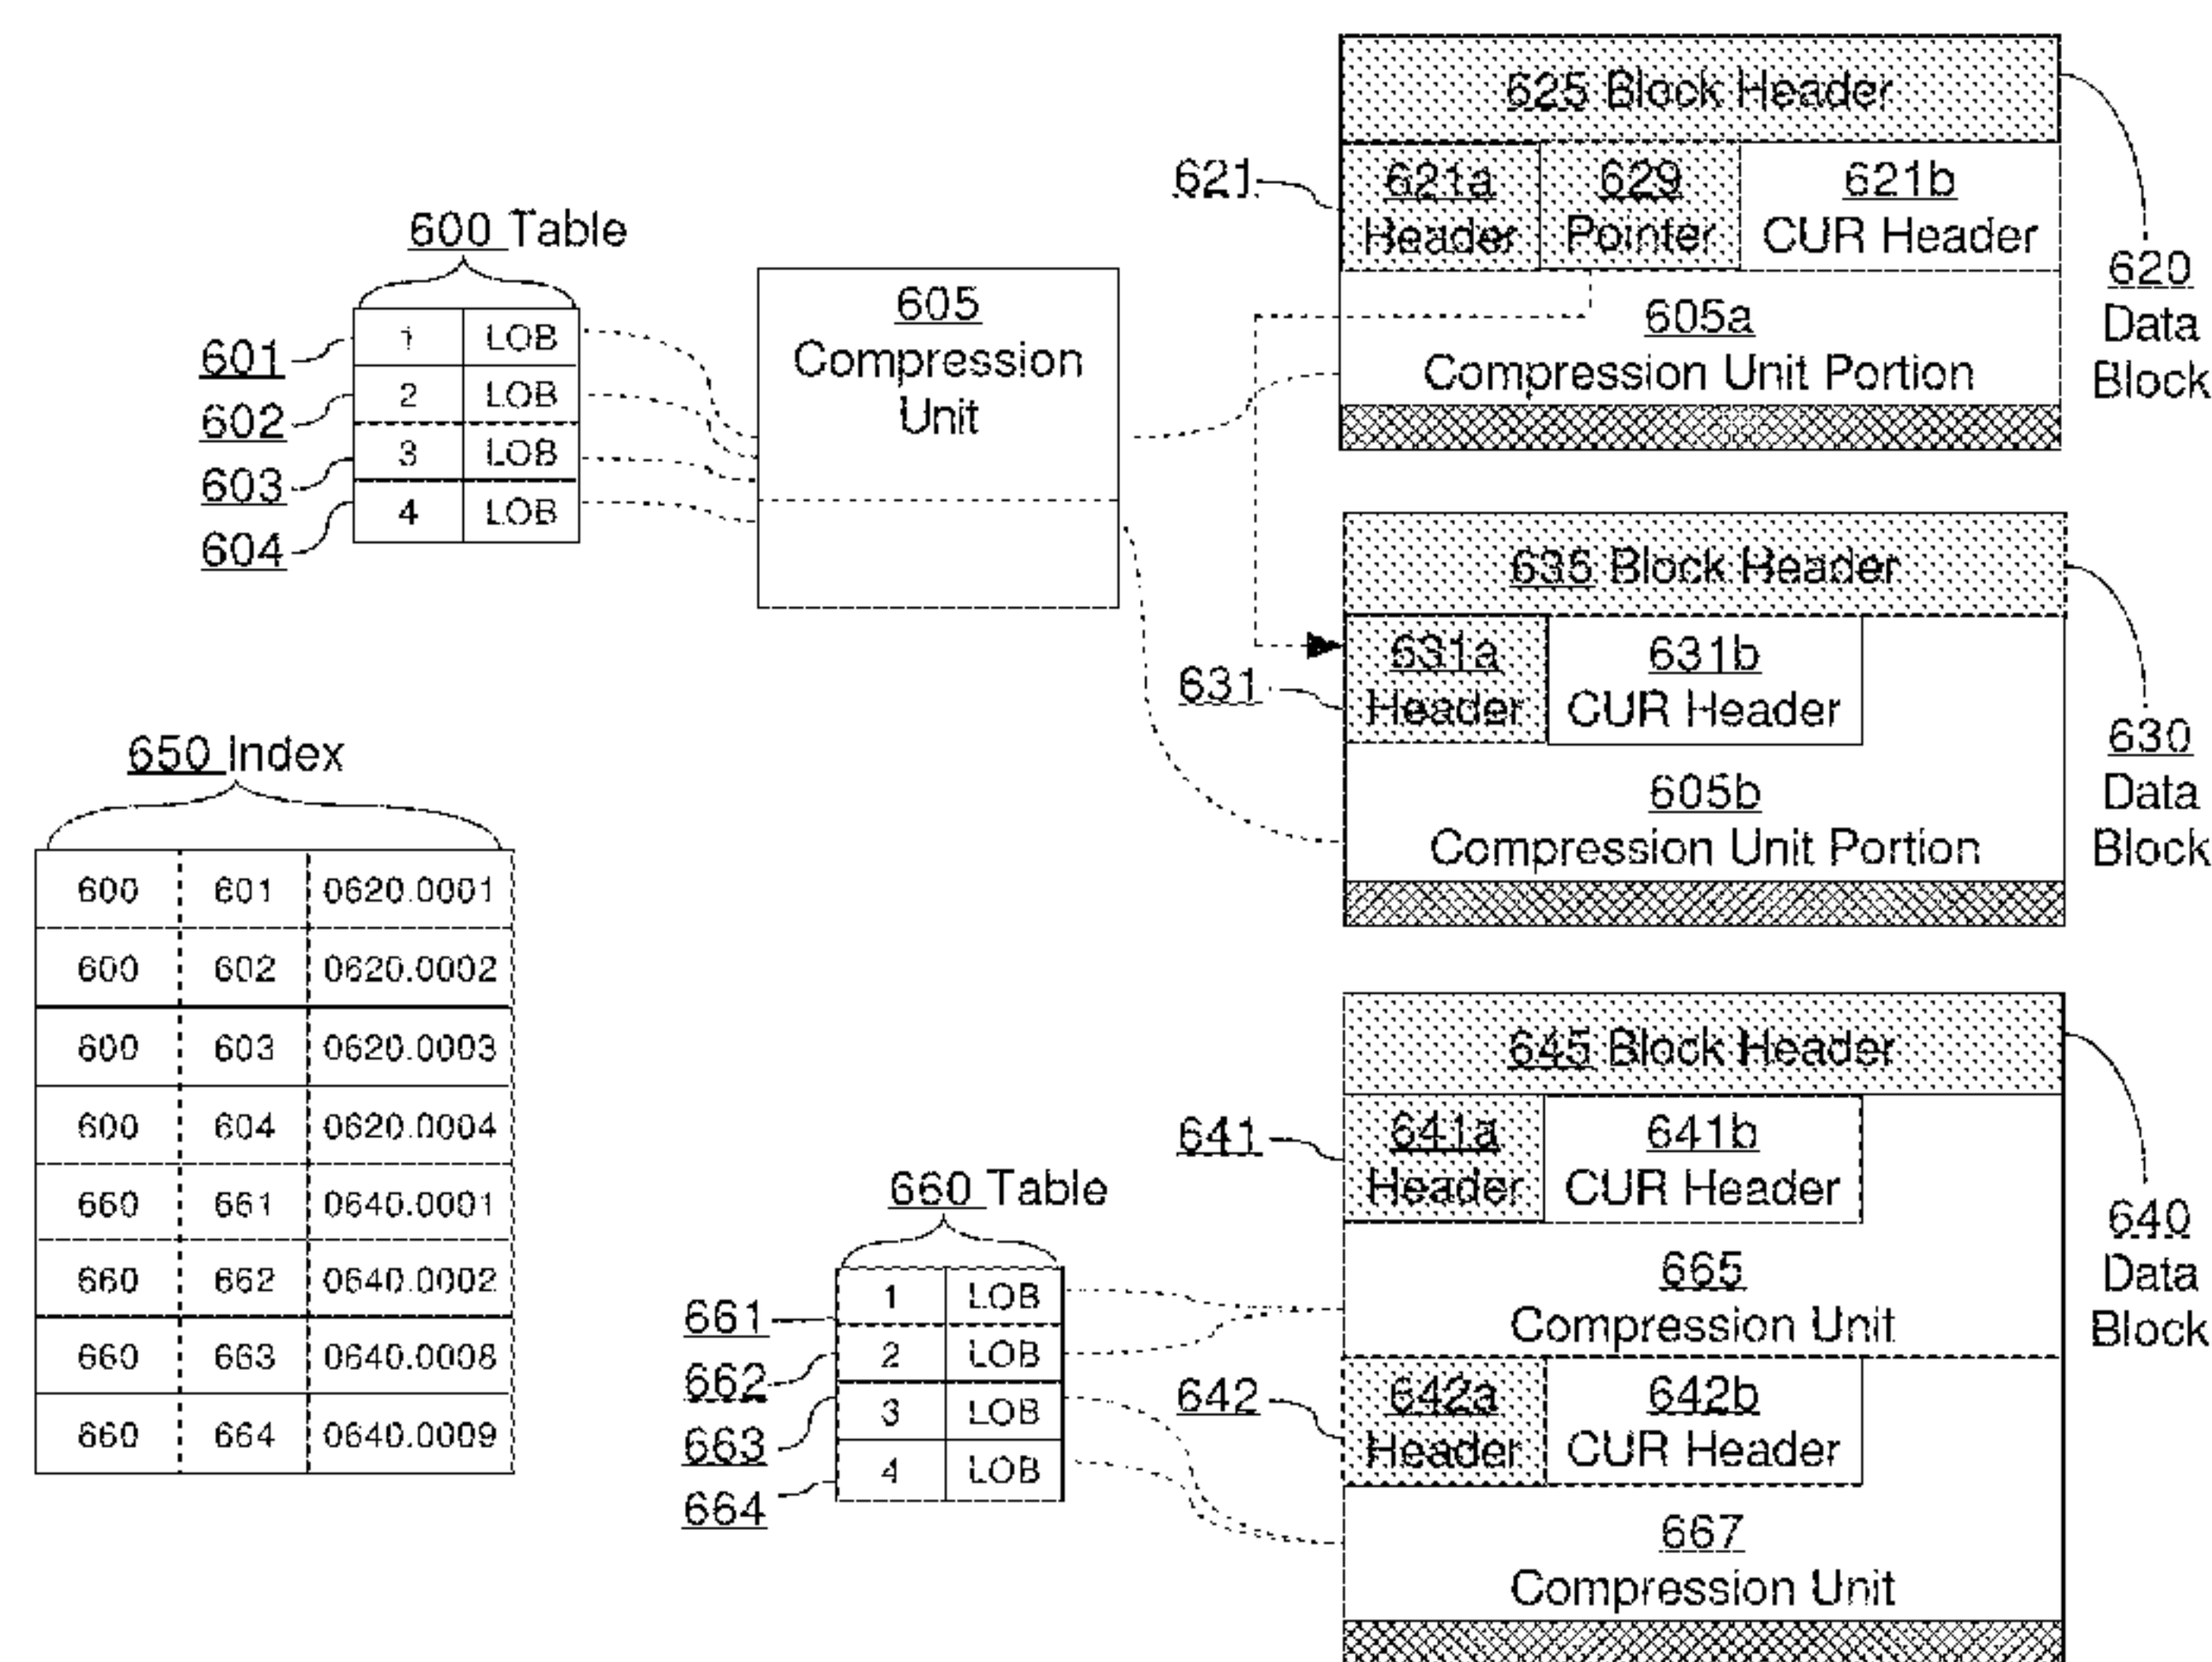 600 Table
601
602
603
604
1 LOB
2 LOB
3 LOB
4 LOB
605
Compression
Unit
625 Block Header
621
621a
Header
629
Pointer
621b
CUR Header
605a
Compression Unit Portion
620
Data
Block
635 Block Header
631
631a
Header
631b
CUR Header
605b
Compression Unit Portion
630
Data
Block
650 Index
600 601 0620.0001
600 602 0620.0002
600 603 0620.0003
600 604 0620.0004
660 661 0640.0001
660 662 0640.0002
660 663 0640.0008
660 664 0640.0009
660 Table
661
662
663
664
1 LOB
2 LOB
3 LOB
4 LOB
645 Block Header
641
641a
Header
641b
CUR Header
665
Compression Unit
642
642a
Header
642b
CUR Header
667
Compression Unit
640
Data
Block